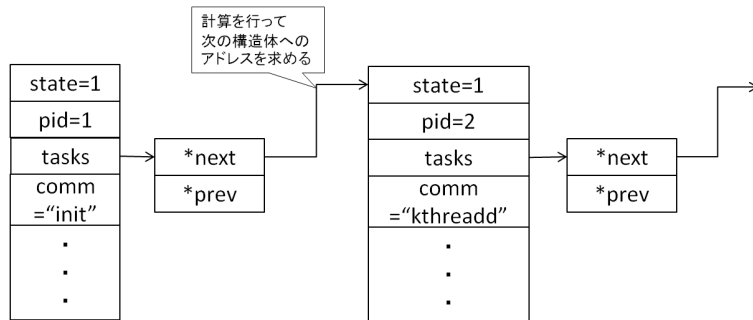 計算を行って
次の構造体への
アドレスを求める
state=1
pid=1
tasks
comm
=“init”
*next
*prev
state=1
pid=2
tasks
comm
=“kthreadd”
*next
*prev